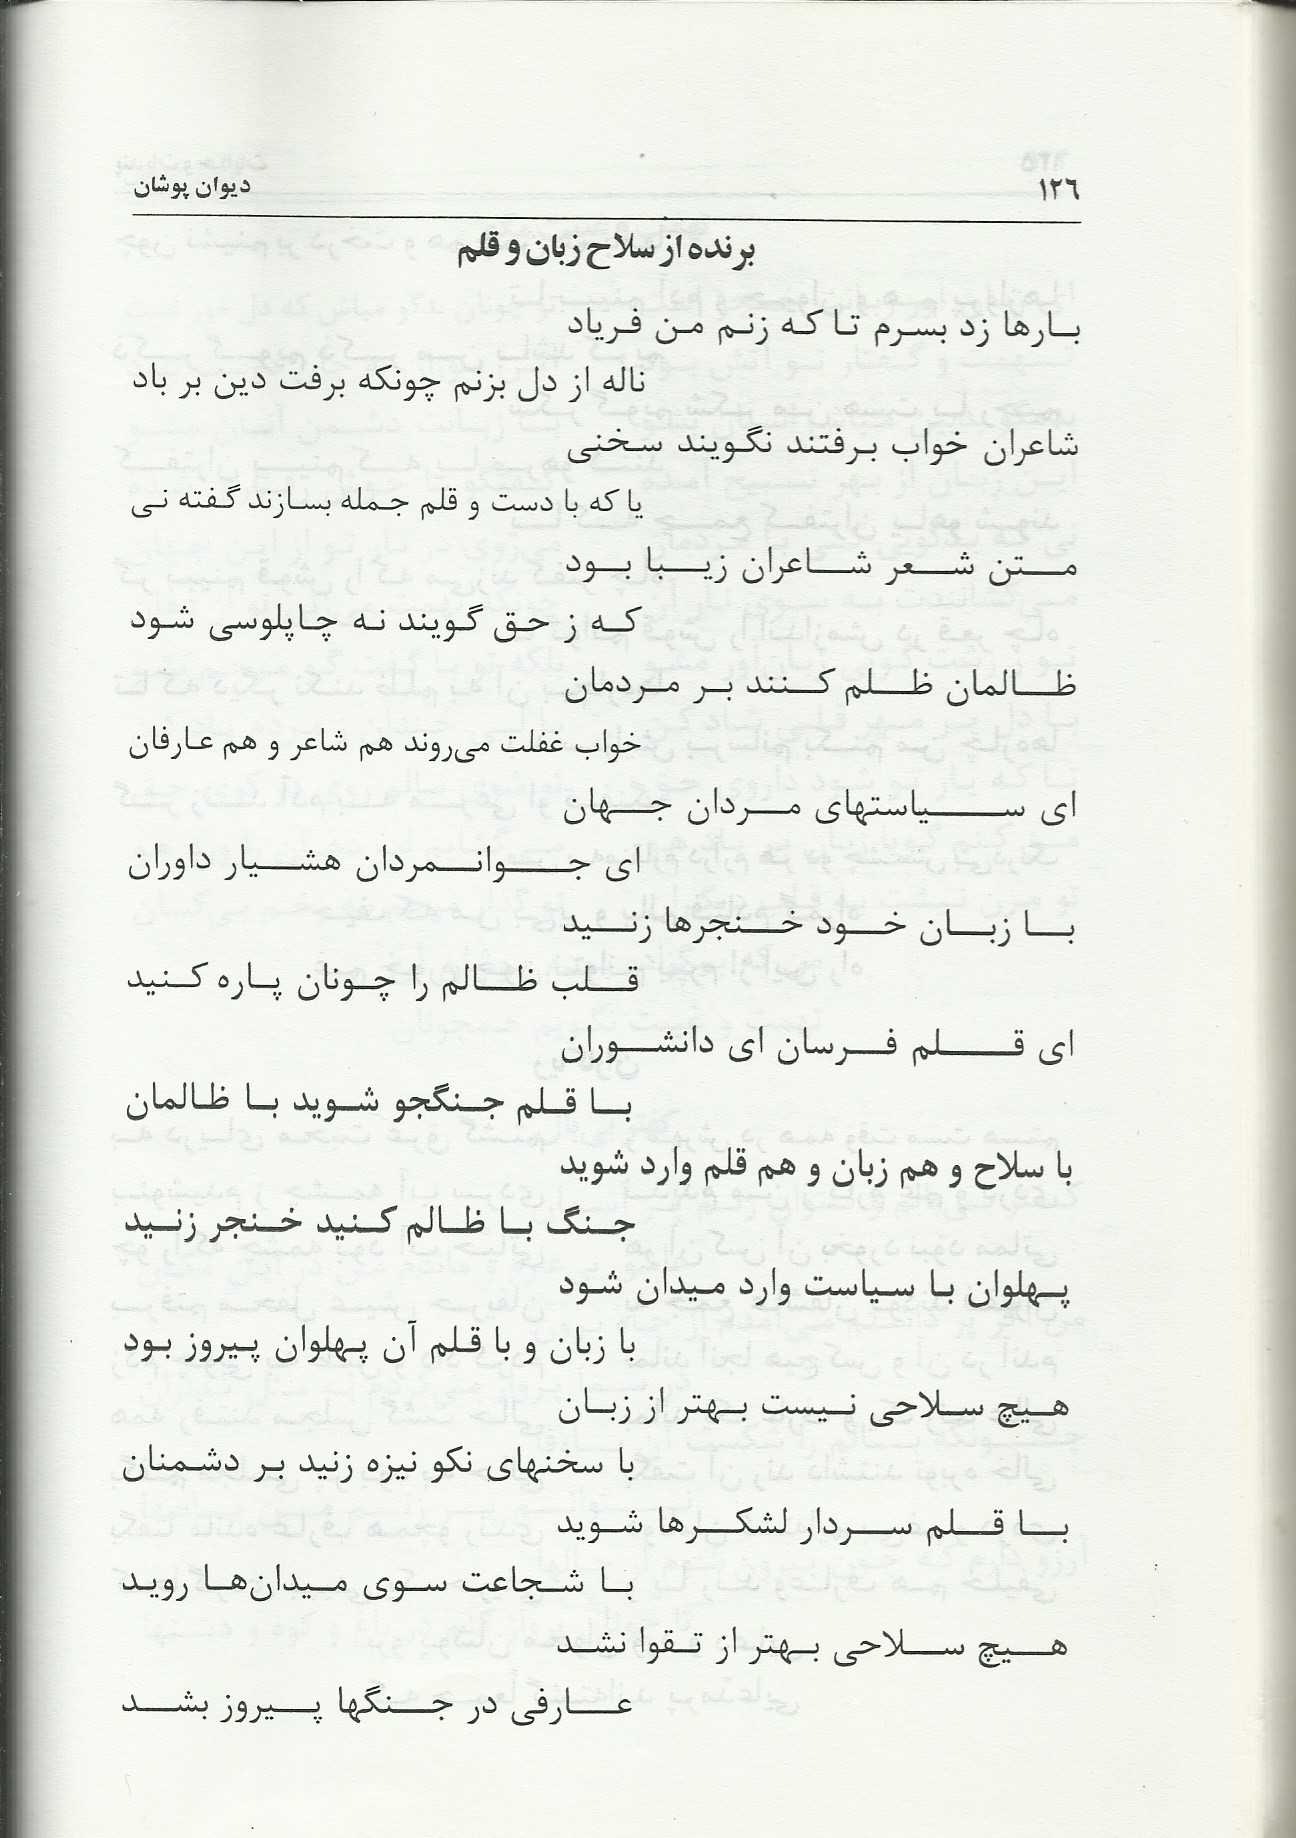 ۱۲٦ دیوان پوشان
برنده از سلاح زبان و قلم
بارها زد بسرم تا که زنم من فریاد
ناله از دل بزنم چونکه برفت دین بر باد
شاعران خواب برفتند نگویند سخنی
یا که با دست و قلم جمله بسازند گفته نی
متن شعر شاعران زیبا بود
که ز حق گویند نه چاپلوسی شود
ظالمان ظلم کنند بر مردمان
خواب غفلت می‌روند هم شاعر و هم عارفان
ای سیاستهای مردان جهان
ای جوانمردان هشیار داوران
با زبان خود خنجرها زنید
قلب ظالم را چونان پاره کنید
ای قلم فرسان ای دانشوران
با قلم جنگجو شوید با ظالمان
با سلاح و هم زبان و هم قلم وارد شوید
جنگ با ظالم کنید خنجر زنید
پهلوان با سیاست وارد میدان شود
با زبان و با قلم آن پهلوان پیروز بود
هیچ سلاحی نیست بهتر از زبان
با سخنهای نکو نیزه زنید بر دشمنان
با قلم سردار لشکرها شوید
با شجاعت سوی میدان‌ها روید
هیچ سلاحی بهتر از تقوا نشد
عارفی در جنگها پیروز بشد